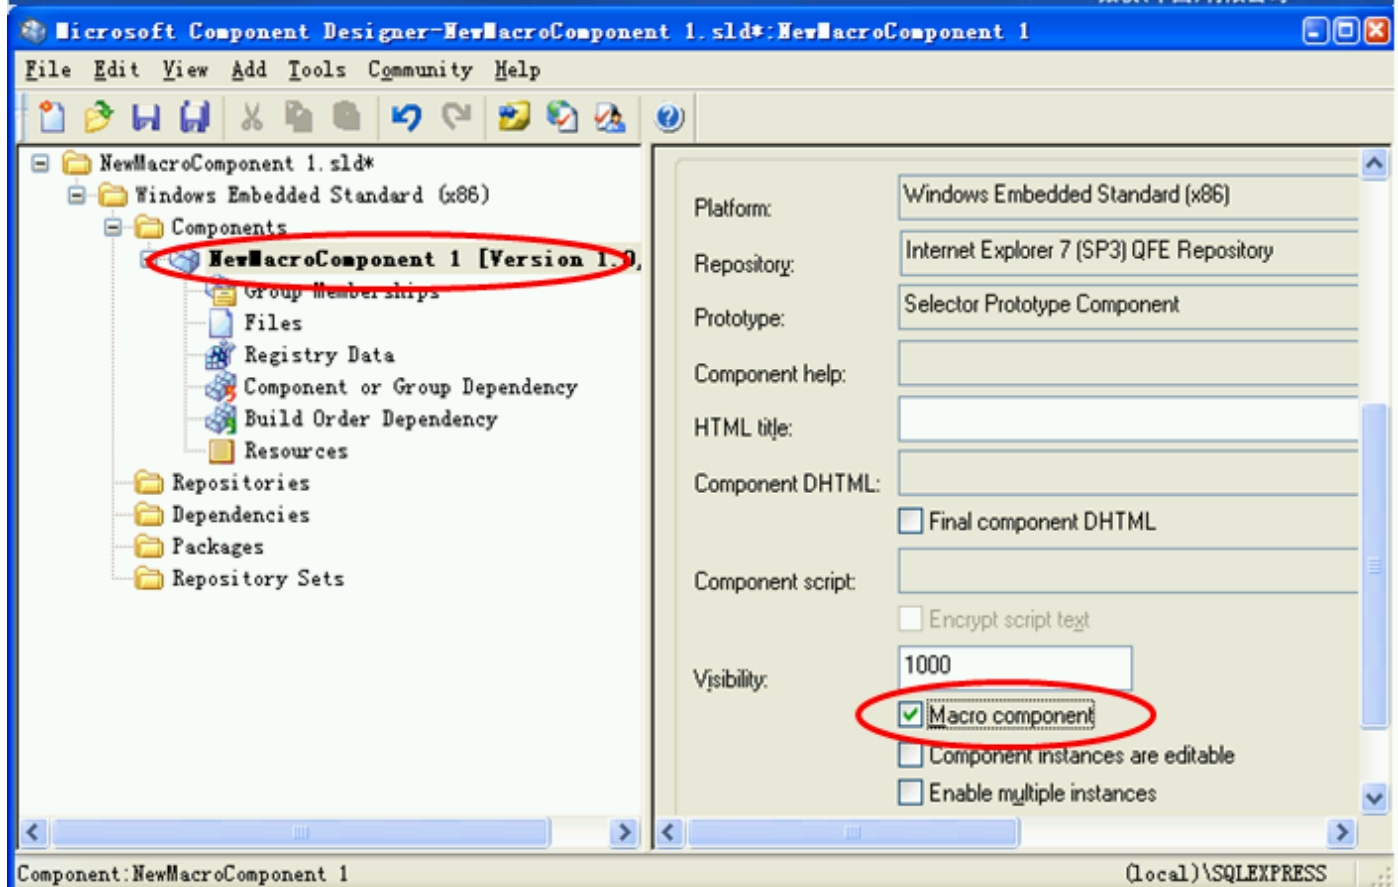 Microsoft Component Designer-NewMacroComponent 1.sld*:NewMacroComponent 1
File Edit View Add Tools Community Help
NewMacroComponent 1.sld*
Windows Embedded Standard (x86)
Components
NewMacroComponent 1 [Version 1.0,
Group Memberships
Files
Registry Data
Component or Group Dependency
Build Order Dependency
Resources
Repositories
Dependencies
Packages
Repository Sets
Platform: Windows Embedded Standard (x86)
Repository: Internet Explorer 7 (SP3) QFE Repository
Prototype: Selector Prototype Component
Component help:
HTML title:
Component DHTML:
Final component DHTML
Component script:
Encrypt script text
Visibility: 1000
Macro component
Component instances are editable
Enable multiple instances
Component:NewMacroComponent 1 (local)\SQLEXPRESS